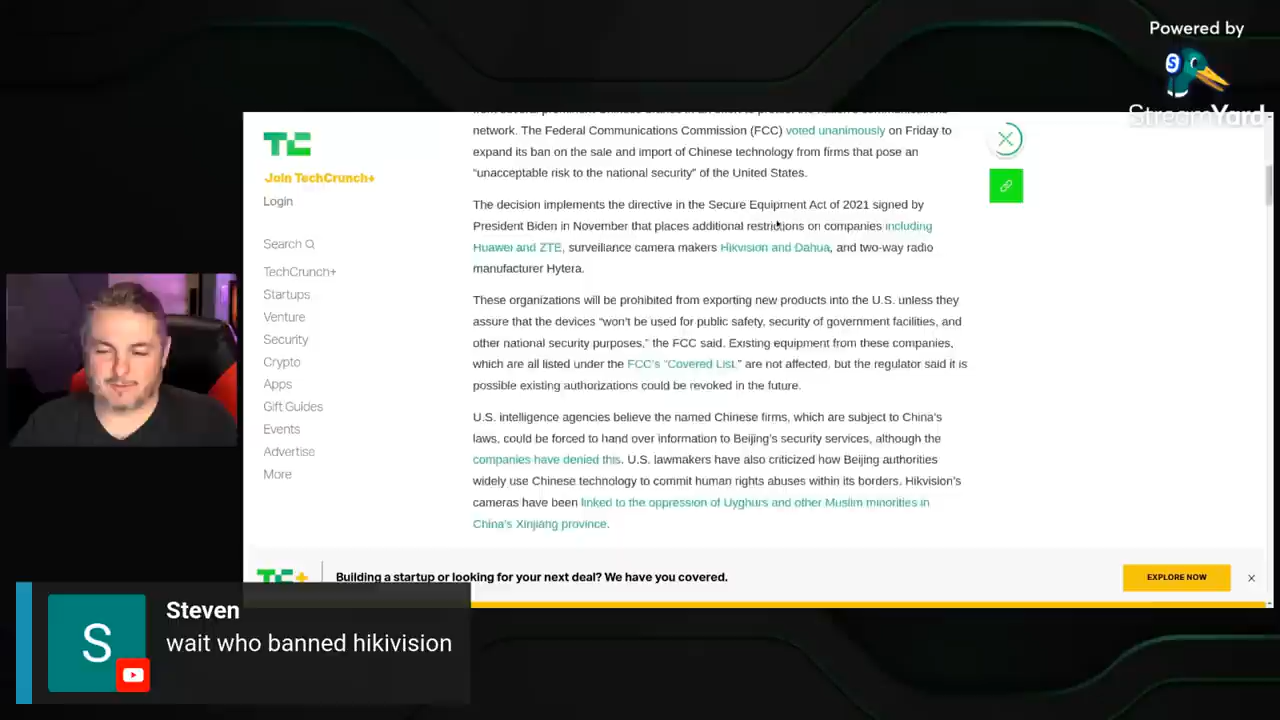 Powered by
StreamYard
TC
Join TechCrunch+
Login
Search
TechCrunch+
Startups
Venture
Security
Crypto
Apps
Gift Guides
Events
Advertise
More
network. The Federal Communications Commission (FCC) voted unanimously on Friday to
expand its ban on the sale and import of Chinese technology from firms that pose an
“unacceptable risk to the national security” of the United States.
The decision implements the directive in the Secure Equipment Act of 2021 signed by
President Biden in November that places additional restrictions on companies including
Huawei and ZTE, surveillance camera makers Hikvision and Dahua, and two-way radio
manufacturer Hytera.
These organizations will be prohibited from exporting new products into the U.S. unless they
assure that the devices “won’t be used for public safety, security of government facilities, and
other national security purposes,” the FCC said. Existing equipment from these companies,
which are all listed under the FCC’s “Covered List,” are not affected, but the regulator said it is
possible existing authorizations could be revoked in the future.
U.S. intelligence agencies believe the named Chinese firms, which are subject to China’s
laws, could be forced to hand over information to Beijing’s security services, although the
companies have denied this. U.S. lawmakers have also criticized how Beijing authorities
widely use Chinese technology to commit human rights abuses within its borders. Hikvision’s
cameras have been linked to the oppression of Uyghurs and other Muslim minorities in
China’s Xinjiang province.
TC+
Building a startup or looking for your next deal? We have you covered.
EXPLORE NOW
S
Steven
wait who banned hikivision